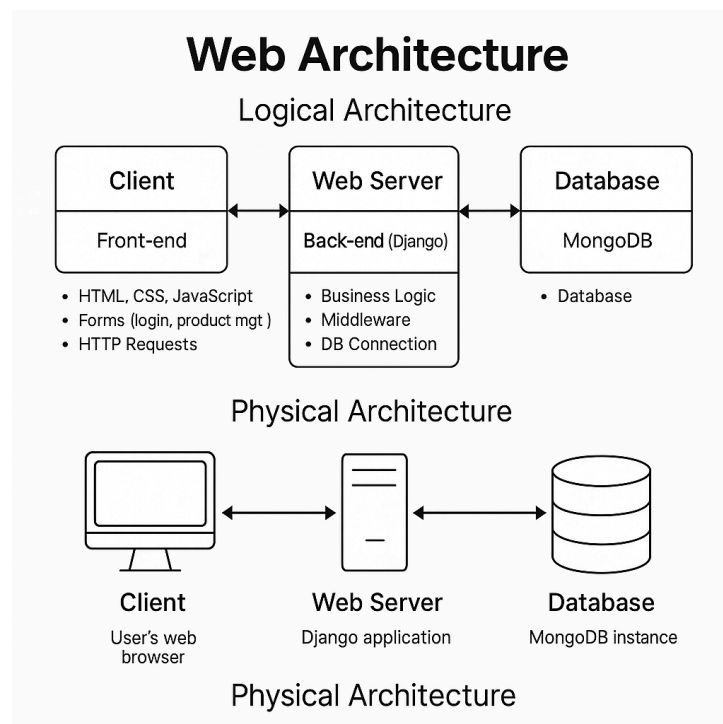 Web Architecture
Logical Architecture
Client
Front-end
• HTML, CSS, JavaScript
• Forms (login, product mgt )
• HTTP Requests
Web Server
Back-end (Django)
• Business Logic
• Middleware
• DB Connection
Database
MongoDB
• Database
Physical Architecture
Client
User's web
browser
Web Server
Django application
Database
MongoDB instance
Physical Architecture